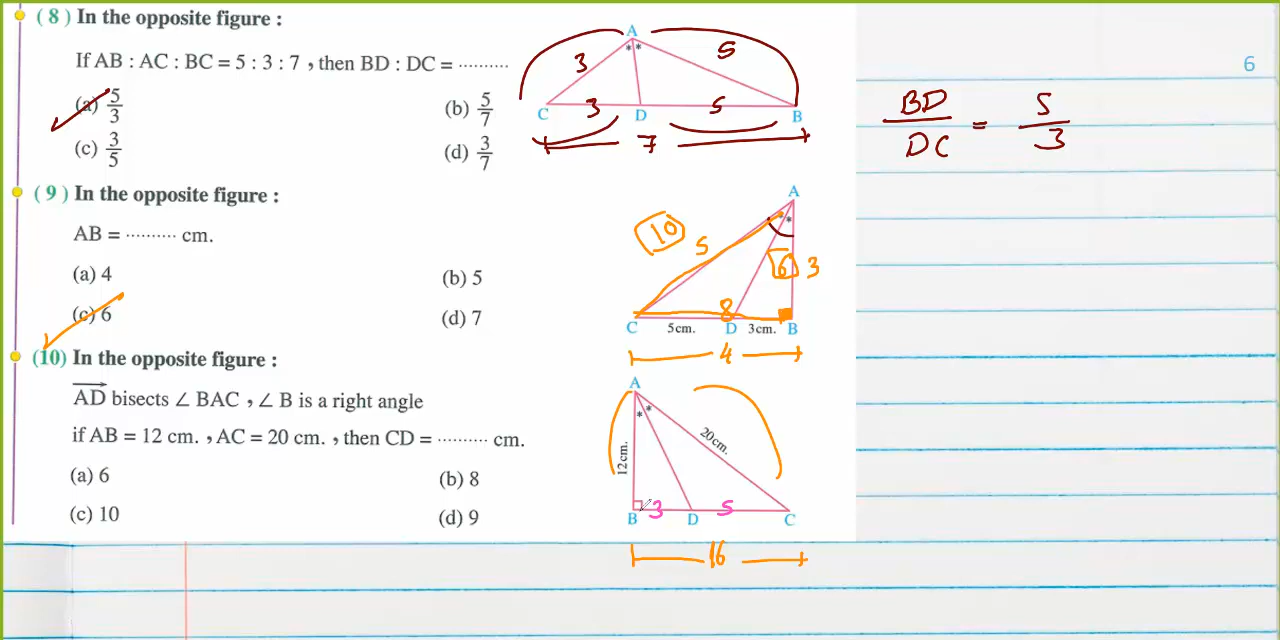 (8) In the opposite figure :
If AB : AC : BC = 5 : 3 : 7 , then BD : DC = ··········
(a) 5/3
(b) 5/7
(c) 3/5
(d) 3/7
A
3
5
C
3
D
5
B
7
BD/DC = 5/3
6
(9) In the opposite figure :
AB = ·········· cm.
(a) 4
(b) 5
(c) 6
(d) 7
A
10
5
6
3
8
C
5cm.
D
3cm.
B
4
(10) In the opposite figure :
AD bisects ∠ BAC , ∠ B is a right angle
if AB = 12 cm. , AC = 20 cm. , then CD = ·········· cm.
(a) 6
(b) 8
(c) 10
(d) 9
A
12cm.
20cm.
B
3
D
5
C
16